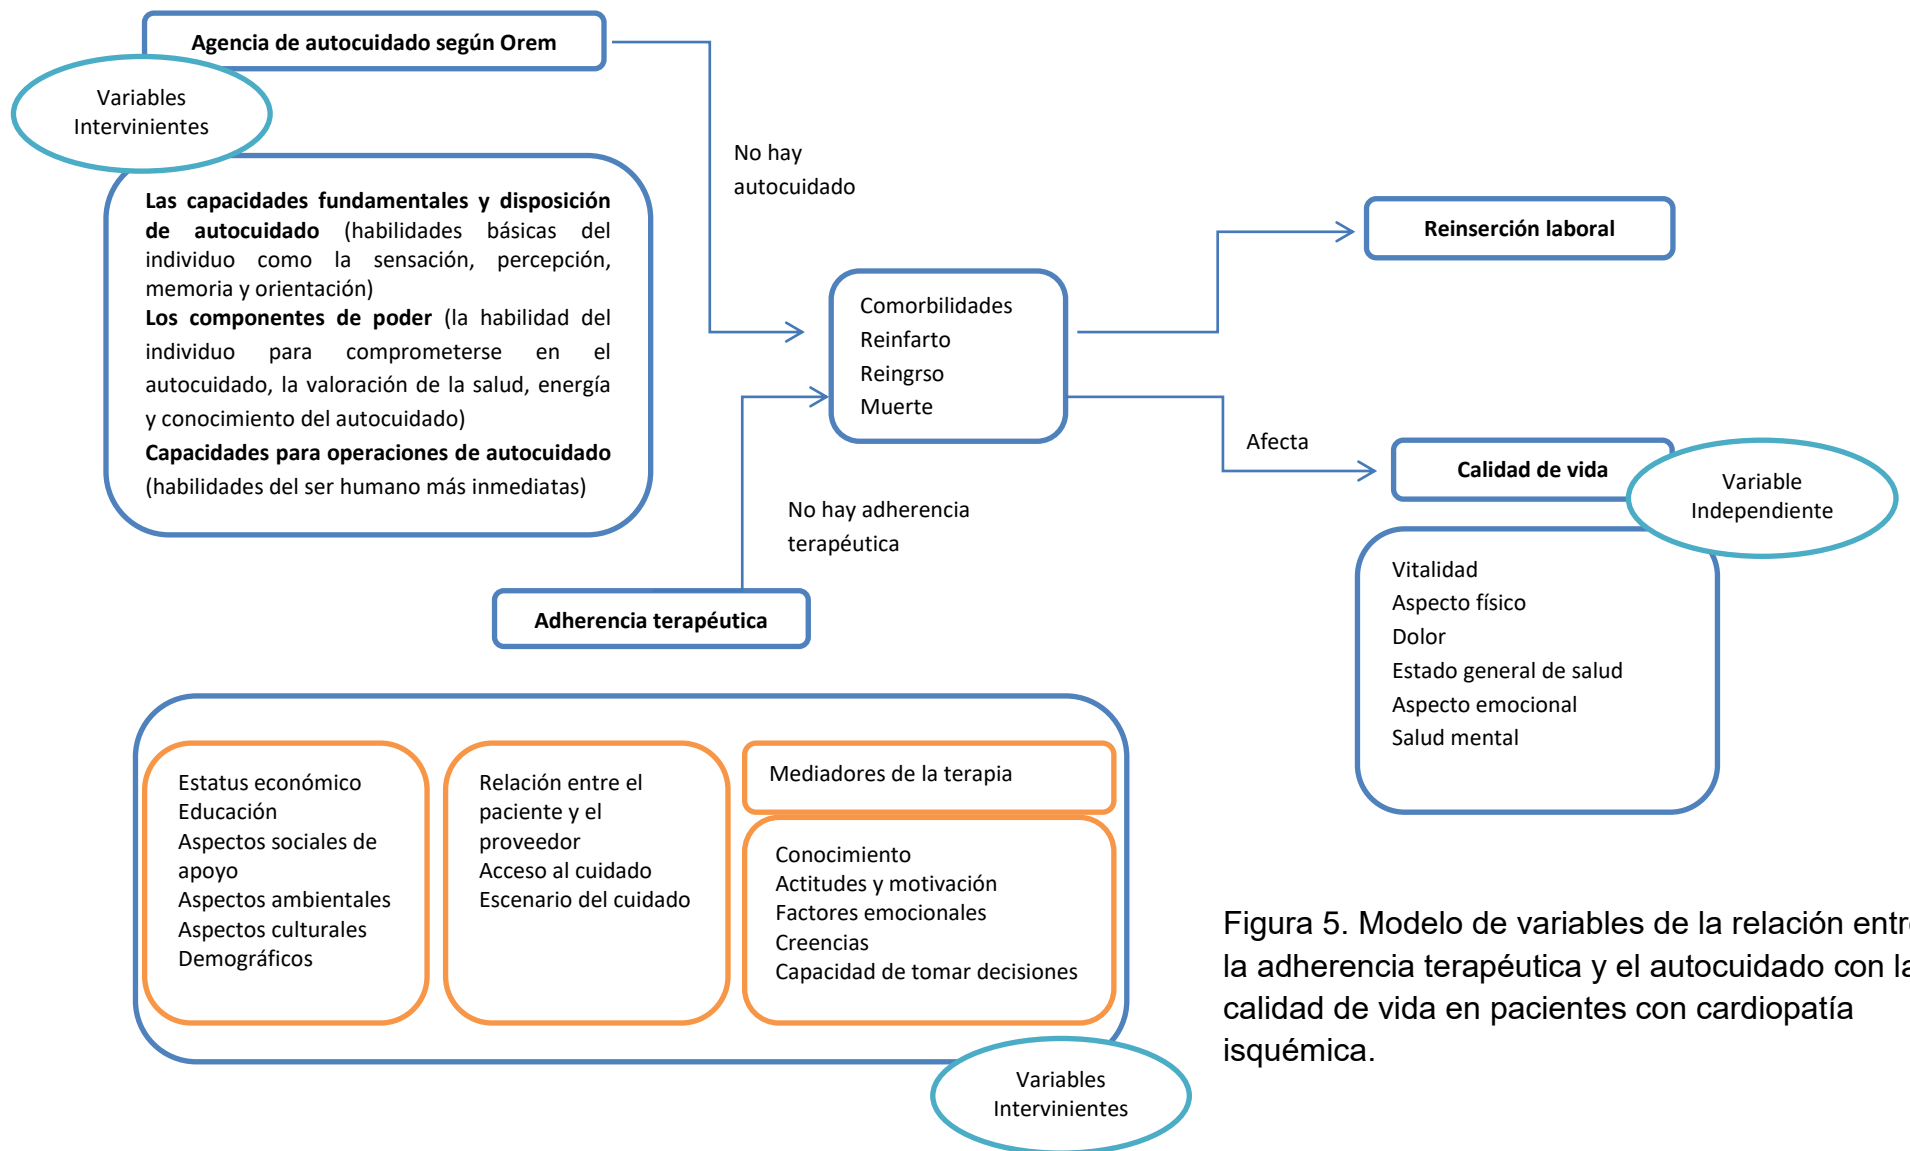 Agencia de autocuidado según Orem
Variables
Intervinientes
Las capacidades fundamentales y disposición
de autocuidado (habilidades básicas del
individuo como la sensación, percepción,
memoria y orientación)
Los componentes de poder (la habilidad del
individuo para comprometerse en el
autocuidado, la valoración de la salud, energía
y conocimiento del autocuidado)
Capacidades para operaciones de autocuidado
(habilidades del ser humano más inmediatas)
No hay
autocuidado
Comorbilidades
Reinfarto
Reingrso
Muerte
Reinserción laboral
Afecta
Calidad de vida
Variable
Independiente
Vitalidad
Aspecto físico
Dolor
Estado general de salud
Aspecto emocional
Salud mental
No hay adherencia
terapéutica
Adherencia terapéutica
Estatus económico
Educación
Aspectos sociales de
apoyo
Aspectos ambientales
Aspectos culturales
Demográficos
Relación entre el
paciente y el
proveedor
Acceso al cuidado
Escenario del cuidado
Mediadores de la terapia
Conocimiento
Actitudes y motivación
Factores emocionales
Creencias
Capacidad de tomar decisiones
Variables
Intervinientes
Figura 5. Modelo de variables de la relación entre
la adherencia terapéutica y el autocuidado con la
calidad de vida en pacientes con cardiopatía
isquémica.